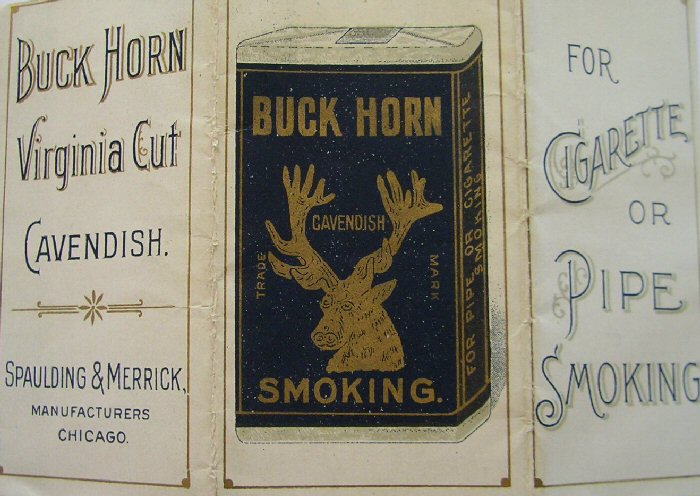 BUCK HORN
Virginia Cut
CAVENDISH.
SPAULDING & MERRICK,
MANUFACTURERS
CHICAGO.
BUCK HORN
CAVENDISH
TRADE
MARK
SMOKING.
FOR PIPE OR CIGARETTE
SMOKING
FOR
CIGARETTE
OR
PIPE
SMOKING